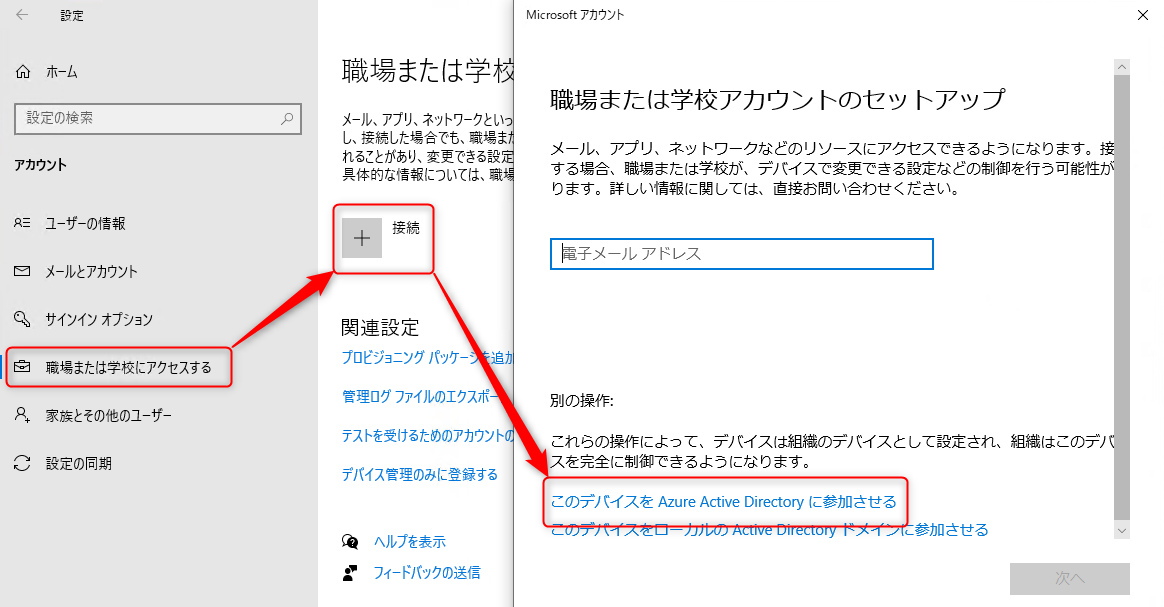 設定
ホーム
設定の検索
アカウント
ユーザーの情報
メールとアカウント
サインイン オプション
職場または学校にアクセスする
家族とその他のユーザー
設定の同期
職場または学校
メール、アプリ、ネットワークといっ
し、接続した場合でも、職場また
れることがあり、変更できる設定
具体的な情報については、職場
接続
関連設定
プロビジョニング パッケージを追加
管理ログ ファイルのエクスポー
テストを受けるためのアカウントの
デバイス管理のみに登録する
ヘルプを表示
フィードバックの送信
Microsoft アカウント
職場または学校アカウントのセットアップ
メール、アプリ、ネットワークなどのリソースにアクセスできるようになります。接
する場合、職場または学校が、デバイスで変更できる設定などの制御を行う可能性が
ります。詳しい情報に関しては、直接お問い合わせください。
電子メール アドレス
別の操作:
これらの操作によって、デバイスは組織のデバイスとして設定され、組織はこのデバ
スを完全に制御できるようになります。
このデバイスを Azure Active Directory に参加させる
このデバイスをローカルの Active Directory ドメインに参加させる
次へ